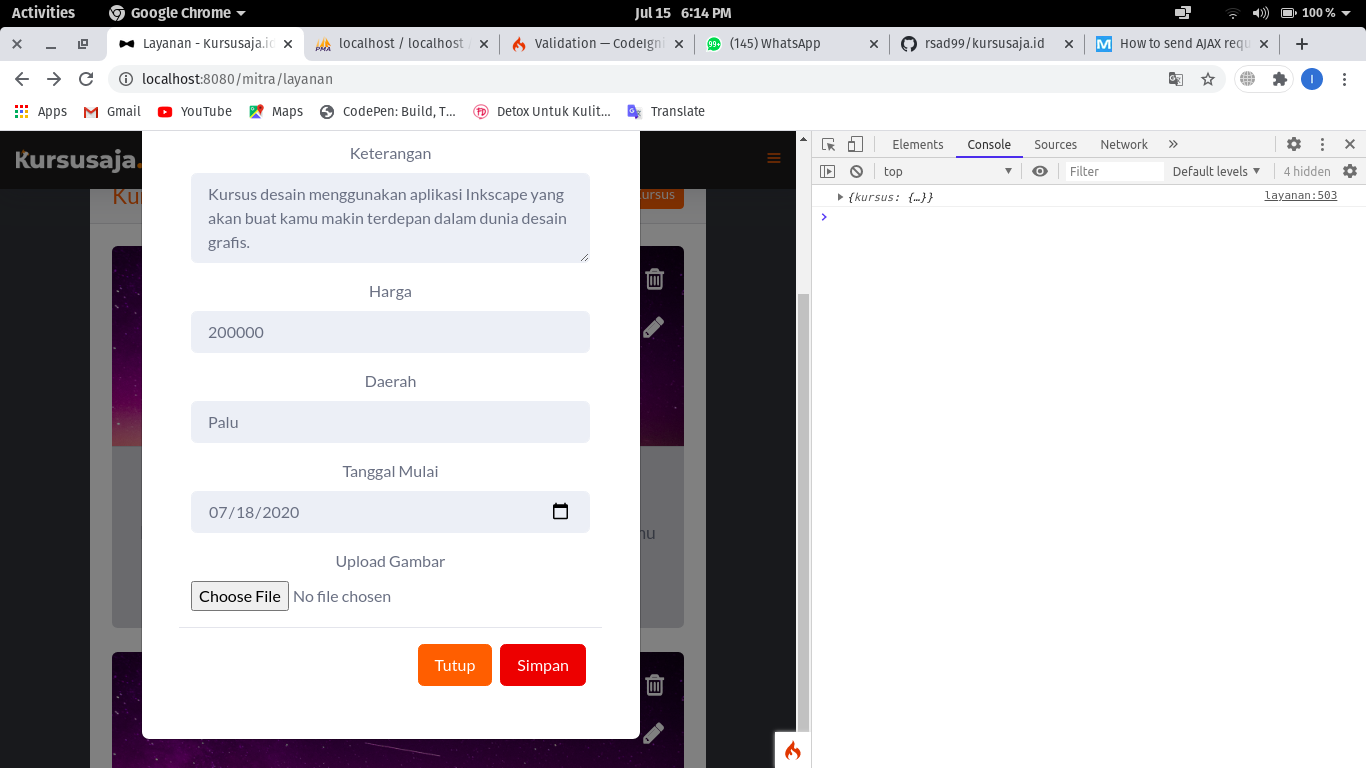 Activities
Google Chrome
Jul 15 6:14 PM
100 %
Layanan - Kursusaja.io
localhost / localhost /
Validation — CodeIgni
99+
(145) WhatsApp
rsad99/kursusaja.id
M
How to send AJAX requ
localhost:8080/mitra/layanan
I
Apps
Gmail
YouTube
Maps
CodePen: Build, T...
Detox Untuk Kulit...
Translate
Kursusaja.
Keterangan
Kursus desain menggunakan aplikasi Inkscape yang
akan buat kamu makin terdepan dalam dunia desain
grafis.
Harga
200000
Daerah
Palu
Tanggal Mulai
07/18/2020
Upload Gambar
Choose File No file chosen
Tutup
Simpan
Elements
Console
Sources
Network
»
top
Filter
Default levels
4 hidden
{kursus: {…}}
layanan:503